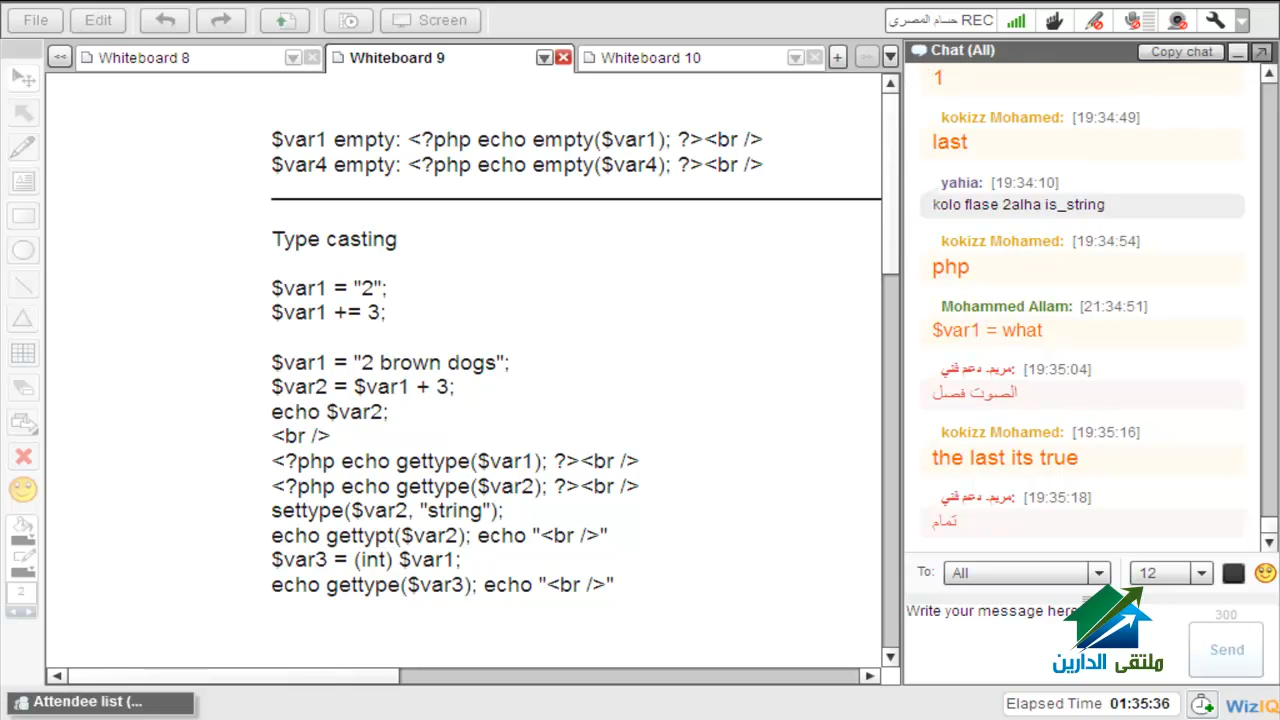 File
Edit
Screen
حسام المصري REC
<<
Whiteboard 8
Whiteboard 9
Whiteboard 10
+
>>
$var1 empty: <?php echo empty($var1); ?><br />
$var4 empty: <?php echo empty($var4); ?><br />
Type casting
$var1 = "2";
$var1 += 3;
$var1 = "2 brown dogs";
$var2 = $var1 + 3;
echo $var2;
<br />
<?php echo gettype($var1); ?><br />
<?php echo gettype($var2); ?><br />
settype($var2, "string");
echo gettypt($var2); echo "<br />"
$var3 = (int) $var1;
echo gettype($var3); echo "<br />"
2
Chat (All)
Copy chat
1
kokizz Mohamed: [19:34:49]
last
yahia: [19:34:10]
kolo flase 2alha is_string
kokizz Mohamed: [19:34:54]
php
Mohammed Allam: [21:34:51]
$var1 = what
مريم. دعم فني: [19:35:04]
الصوت فصل
kokizz Mohamed: [19:35:16]
the last its true
مريم. دعم فني: [19:35:18]
تمام
To:
All
12
Write your message here
300
Send
ملتقى الدارين
Attendee list (...
Elapsed Time 01:35:36
WizIQ